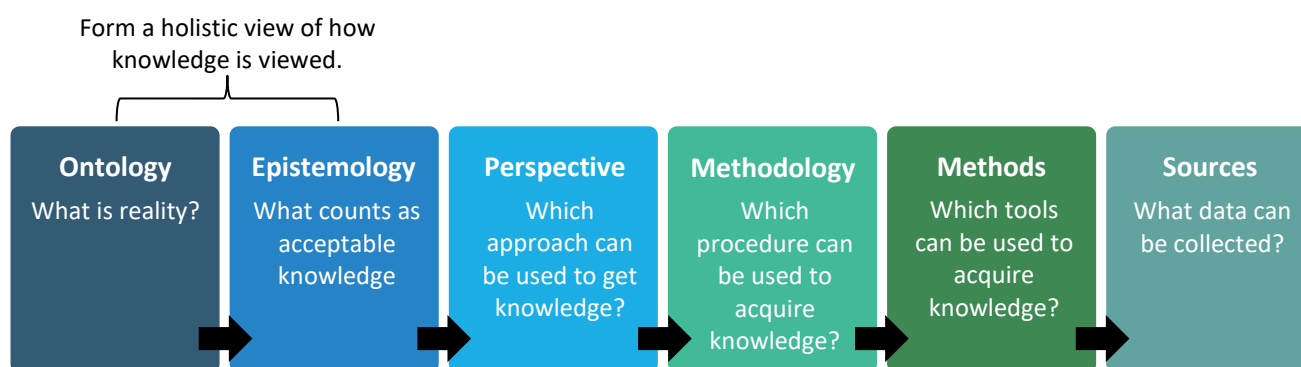 Form a holistic view of how
knowledge is viewed.
Ontology
What is reality?
Epistemology
What counts as
acceptable
knowledge
Perspective
Which
approach can
be used to get
knowledge?
Methodology
Which
procedure can
be used to
acquire
knowledge?
Methods
Which tools
can be used to
acquire
knowledge?
Sources
What data can
be collected?